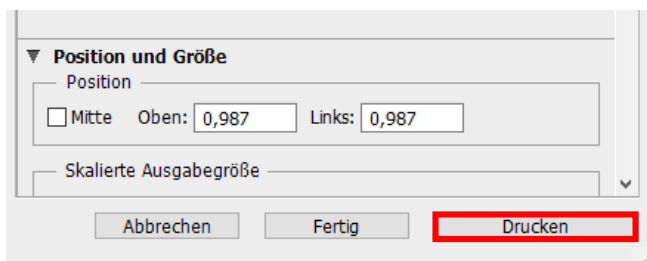 Position und Größe
Position
Mitte Oben: 0,987 Links: 0,987
Skalierte Ausgabegröße
Abbrechen Fertig Drucken